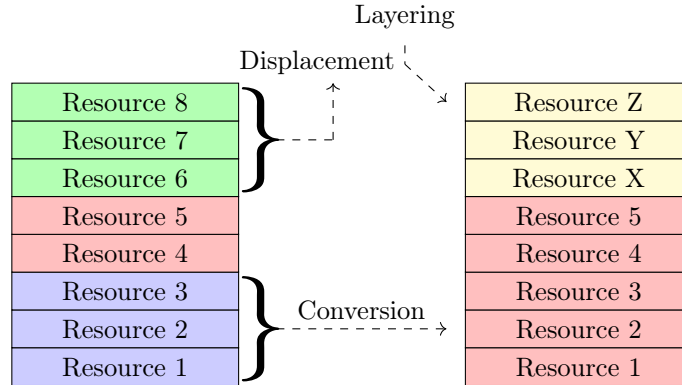 Layering
Displacement
Resource 8
Resource 7
Resource 6
Resource 5
Resource 4
Resource 3
Resource 2
Resource 1
Conversion
Resource Z
Resource Y
Resource X
Resource 5
Resource 4
Resource 3
Resource 2
Resource 1